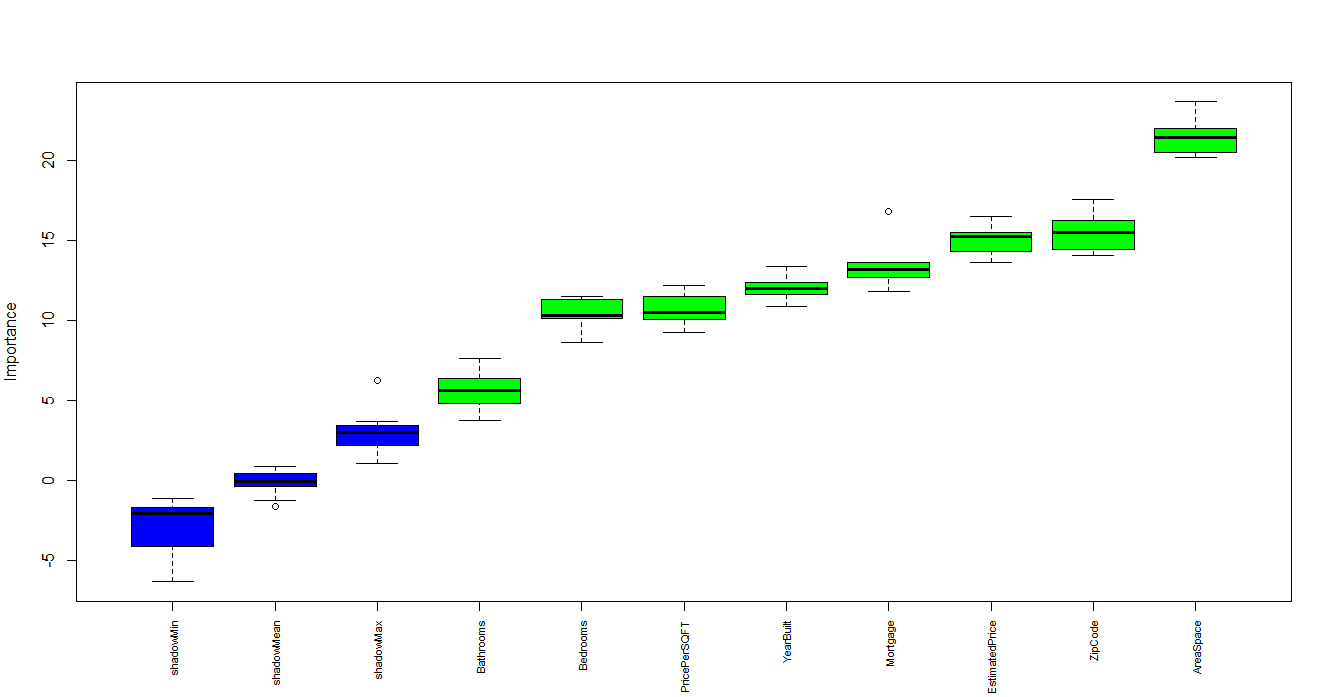 Importance
20
15
10
5
0
-5
shadowMin
shadowMean
shadowMax
Bathrooms
Bedrooms
PricePerSQFT
YearBuilt
Mortgage
EstimatedPrice
ZipCode
AreaSpace